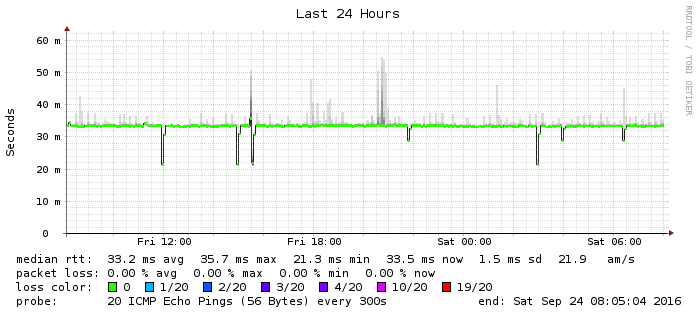 Last 24 Hours
RRDTOOL / TOBI OETIKER
Seconds
60 m
50 m
40 m
30 m
20 m
10 m
0
Fri 12:00 Fri 18:00 Sat 00:00 Sat 06:00
median rtt: 33.2 ms avg 35.7 ms max 21.3 ms min 33.5 ms now 1.5 ms sd 21.9 am/s
packet loss: 0.00 % avg 0.00 % max 0.00 % min 0.00 % now
loss color: 0 1/20 2/20 3/20 4/20 10/20 19/20
probe: 20 ICMP Echo Pings (56 Bytes) every 300s end: Sat Sep 24 08:05:04 2016